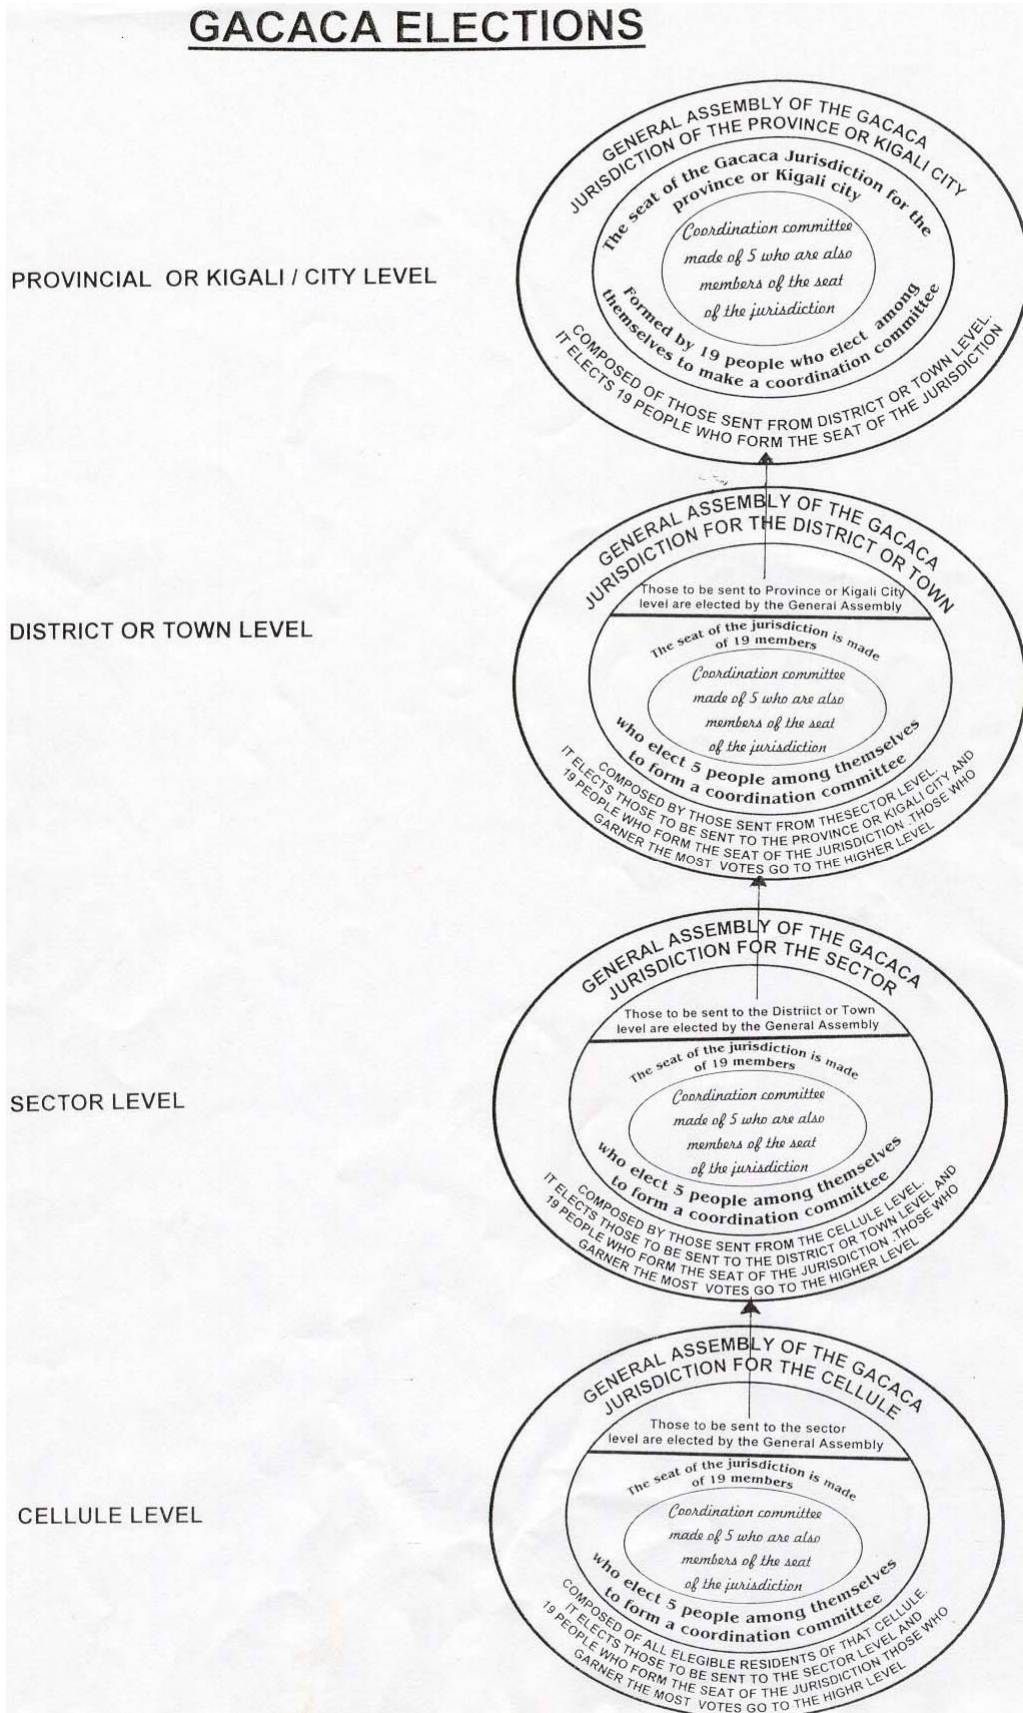 GACACA ELECTIONS
PROVINCIAL OR KIGALI / CITY LEVEL
GENERAL ASSEMBLY OF THE GACACA
JURISDICTION OF THE PROVINCE OR KIGALI CITY
The seat of the Gacaca Jurisdiction for the
province or Kigali city
Coordination committee
made of 5 who are also
members of the seat
of the jurisdiction
Formed by 19 people who elect among
themselves to make a coordination committee
COMPOSED OF THOSE SENT FROM DISTRICT OR TOWN LEVEL.
IT ELECTS 19 PEOPLE WHO FORM THE SEAT OF THE JURISDICTION
DISTRICT OR TOWN LEVEL
GENERAL ASSEMBLY OF THE GACACA
JURISDICTION FOR THE DISTRICT OR TOWN
Those to be sent to Province or Kigali City
level are elected by the General Assembly
The seat of the jurisdiction is made
of 19 members
Coordination committee
made of 5 who are also
members of the seat
of the jurisdiction
who elect 5 people among themselves
to form a coordination committee
COMPOSED BY THOSE SENT FROM THESECTOR LEVEL.
IT ELECTS THOSE TO BE SENT TO THE PROVINCE OR KIGALI CITY AND
19 PEOPLE WHO FORM THE SEAT OF THE JURISDICTION .THOSE WHO
GARNER THE MOST VOTES GO TO THE HIGHER LEVEL
SECTOR LEVEL
GENERAL ASSEMBLY OF THE GACACA
JURISDICTION FOR THE SECTOR
Those to be sent to the Distriict or Town
level are elected by the General Assembly
The seat of the jurisdiction is made
of 19 members
Coordination committee
made of 5 who are also
members of the seat
of the jurisdiction
who elect 5 people among themselves
to form a coordination committee
COMPOSED BY THOSE SENT FROM THE CELLULE LEVEL.
IT ELECTS THOSE TO BE SENT TO THE DISTRICT OR TOWN LEVEL AND
19 PEOPLE WHO FORM THE SEAT OF THE JURISDICTION .THOSE WHO
GARNER THE MOST VOTES GO TO THE HIGHER LEVEL
CELLULE LEVEL
GENERAL ASSEMBLY OF THE GACACA
JURISDICTION FOR THE CELLULE
Those to be sent to the sector
level are elected by the General Assembly
The seat of the jurisdiction is made
of 19 members
Coordination committee
made of 5 who are also
members of the seat
of the jurisdiction
who elect 5 people among themselves
to form a coordination committee
COMPOSED OF ALL ELEGIBLE RESIDENTS OF THAT CELLULE.
IT ELECTS THOSE TO BE SENT TO THE SECTOR LEVEL AND
19 PEOPLE WHO FORM THE SEAT OF THE JURISDICTION THOSE WHO
GARNER THE MOST VOTES GO TO THE HIGHR LEVEL